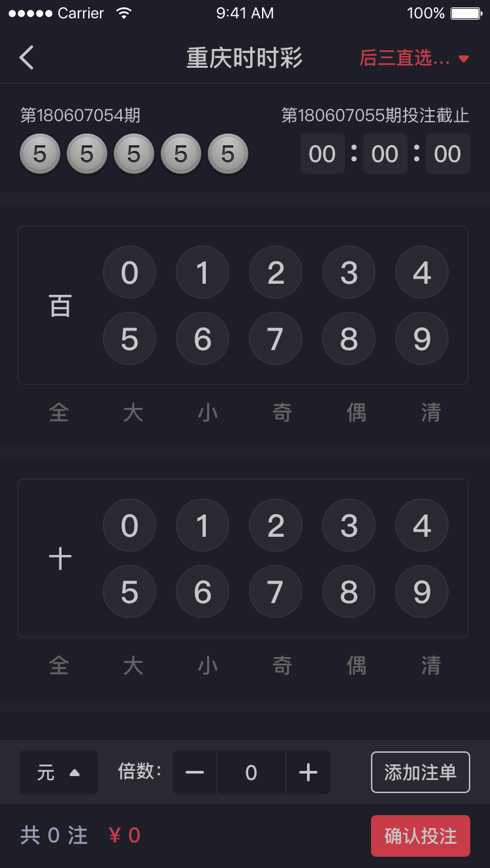 Carrier 9:41 AM 100%
重庆时时彩 后三直选...
第180607054期 第180607055期投注截止
5 5 5 5 5 00 : 00 : 00
0 1 2 3 4
百
5 6 7 8 9
全 大 小 奇 偶 清
0 1 2 3 4
十
5 6 7 8 9
全 大 小 奇 偶 清
元 倍数: — 0 + 添加注单
共 0 注 ¥ 0 确认投注